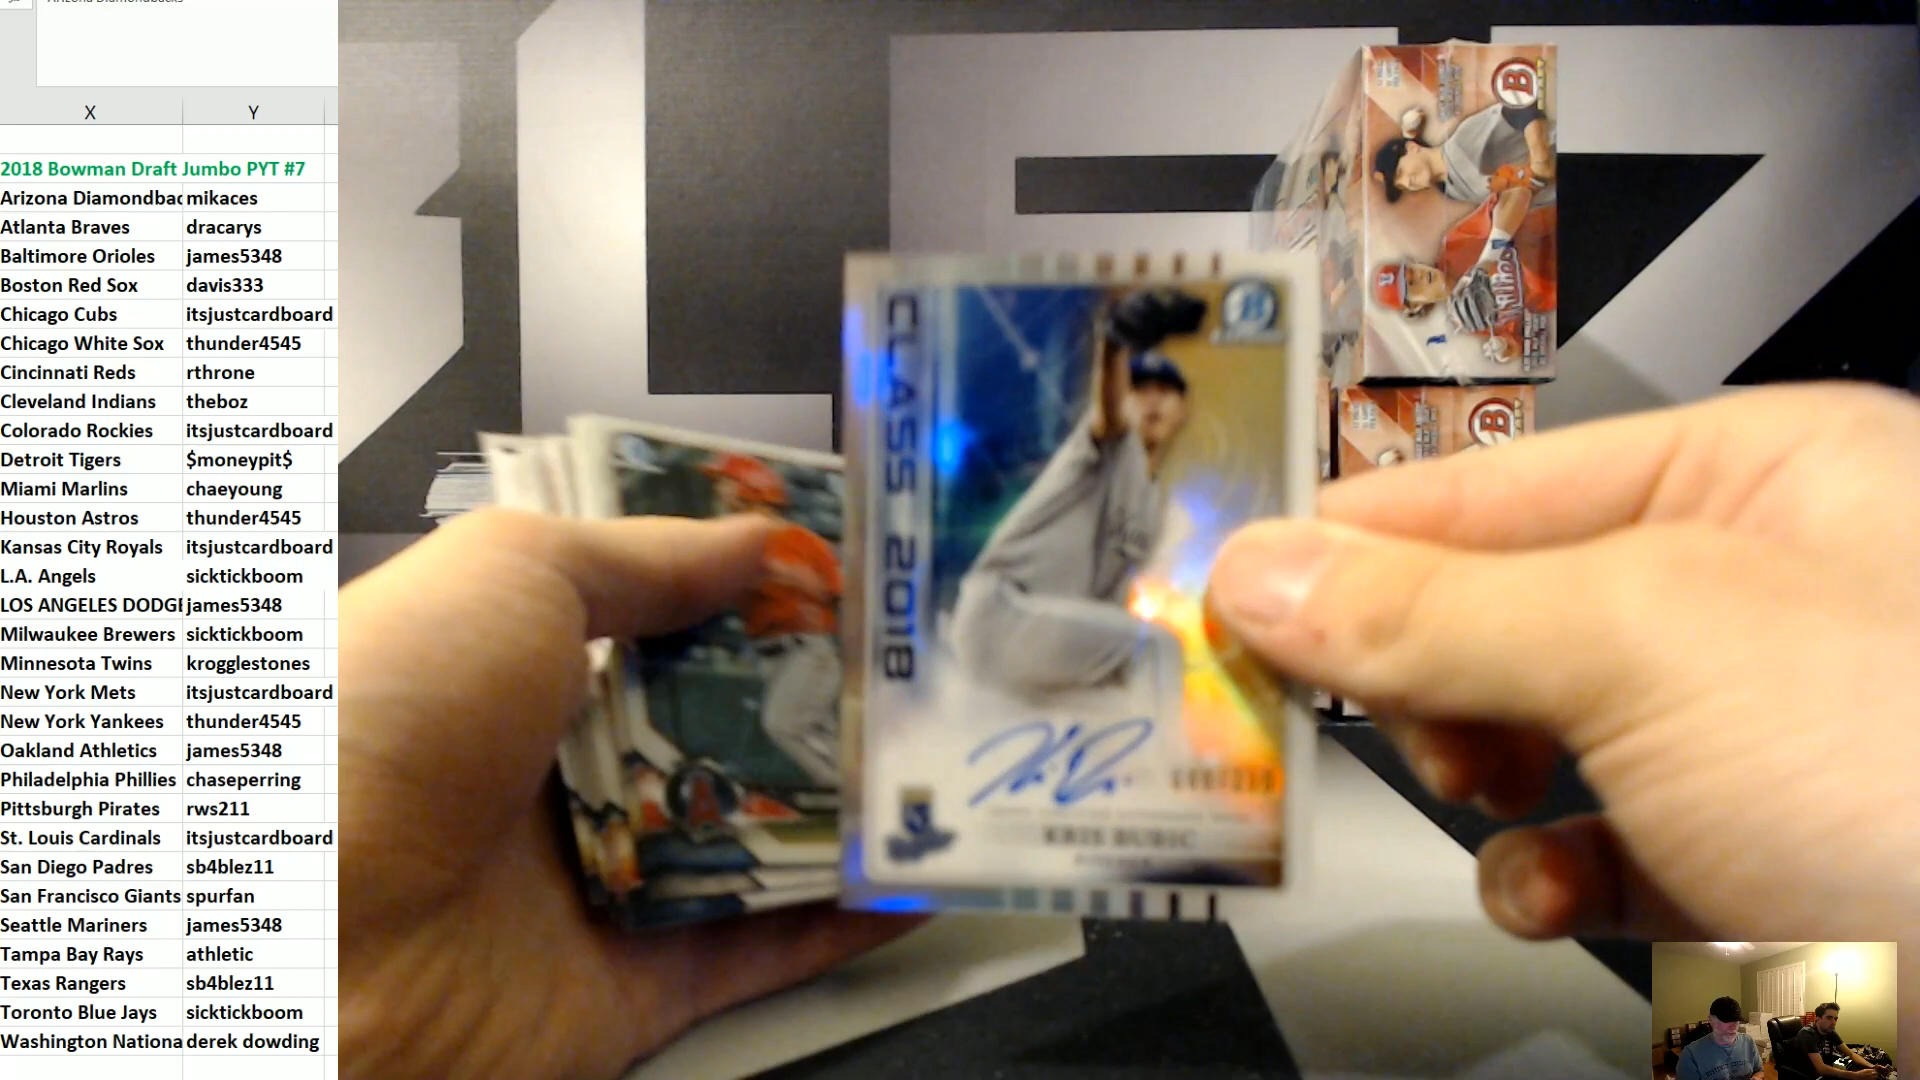 X Y
2018 Bowman Draft Jumbo PYT #7
Arizona Diamondbac mikaces
Atlanta Braves dracarys
Baltimore Orioles james5348
Boston Red Sox davis333
Chicago Cubs itsjustcardboard
Chicago White Sox thunder4545
Cincinnati Reds rthrone
Cleveland Indians theboz
Colorado Rockies itsjustcardboard
Detroit Tigers $moneypit$
Miami Marlins chaeyoung
Houston Astros thunder4545
Kansas City Royals itsjustcardboard
L.A. Angels sicktickboom
LOS ANGELES DODGE james5348
Milwaukee Brewers sicktickboom
Minnesota Twins krogglestones
New York Mets itsjustcardboard
New York Yankees thunder4545
Oakland Athletics james5348
Philadelphia Phillies chaseperring
Pittsburgh Pirates rws211
St. Louis Cardinals itsjustcardboard
San Diego Padres sb4blez11
San Francisco Giants spurfan
Seattle Mariners james5348
Tampa Bay Rays athletic
Texas Rangers sb4blez11
Toronto Blue Jays sicktickboom
Washington Nationa derek dowding
CLASS 2018
B
KRIS BUBIC
A
B
B